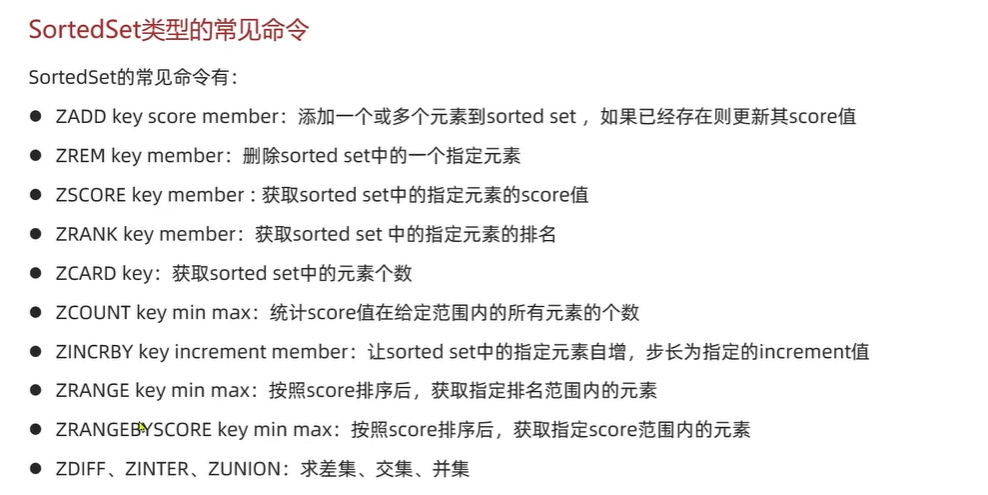 SortedSet类型的常见命令
SortedSet的常见命令有：
● ZADD key score member：添加一个或多个元素到sorted set ，如果已经存在则更新其score值
● ZREM key member：删除sorted set中的一个指定元素
● ZSCORE key member : 获取sorted set中的指定元素的score值
● ZRANK key member：获取sorted set 中的指定元素的排名
● ZCARD key：获取sorted set中的元素个数
● ZCOUNT key min max：统计score值在给定范围内的所有元素的个数
● ZINCRBY key increment member：让sorted set中的指定元素自增，步长为指定的increment值
● ZRANGE key min max：按照score排序后，获取指定排名范围内的元素
● ZRANGEBYSCORE key min max：按照score排序后，获取指定score范围内的元素
● ZDIFF、ZINTER、ZUNION：求差集、交集、并集